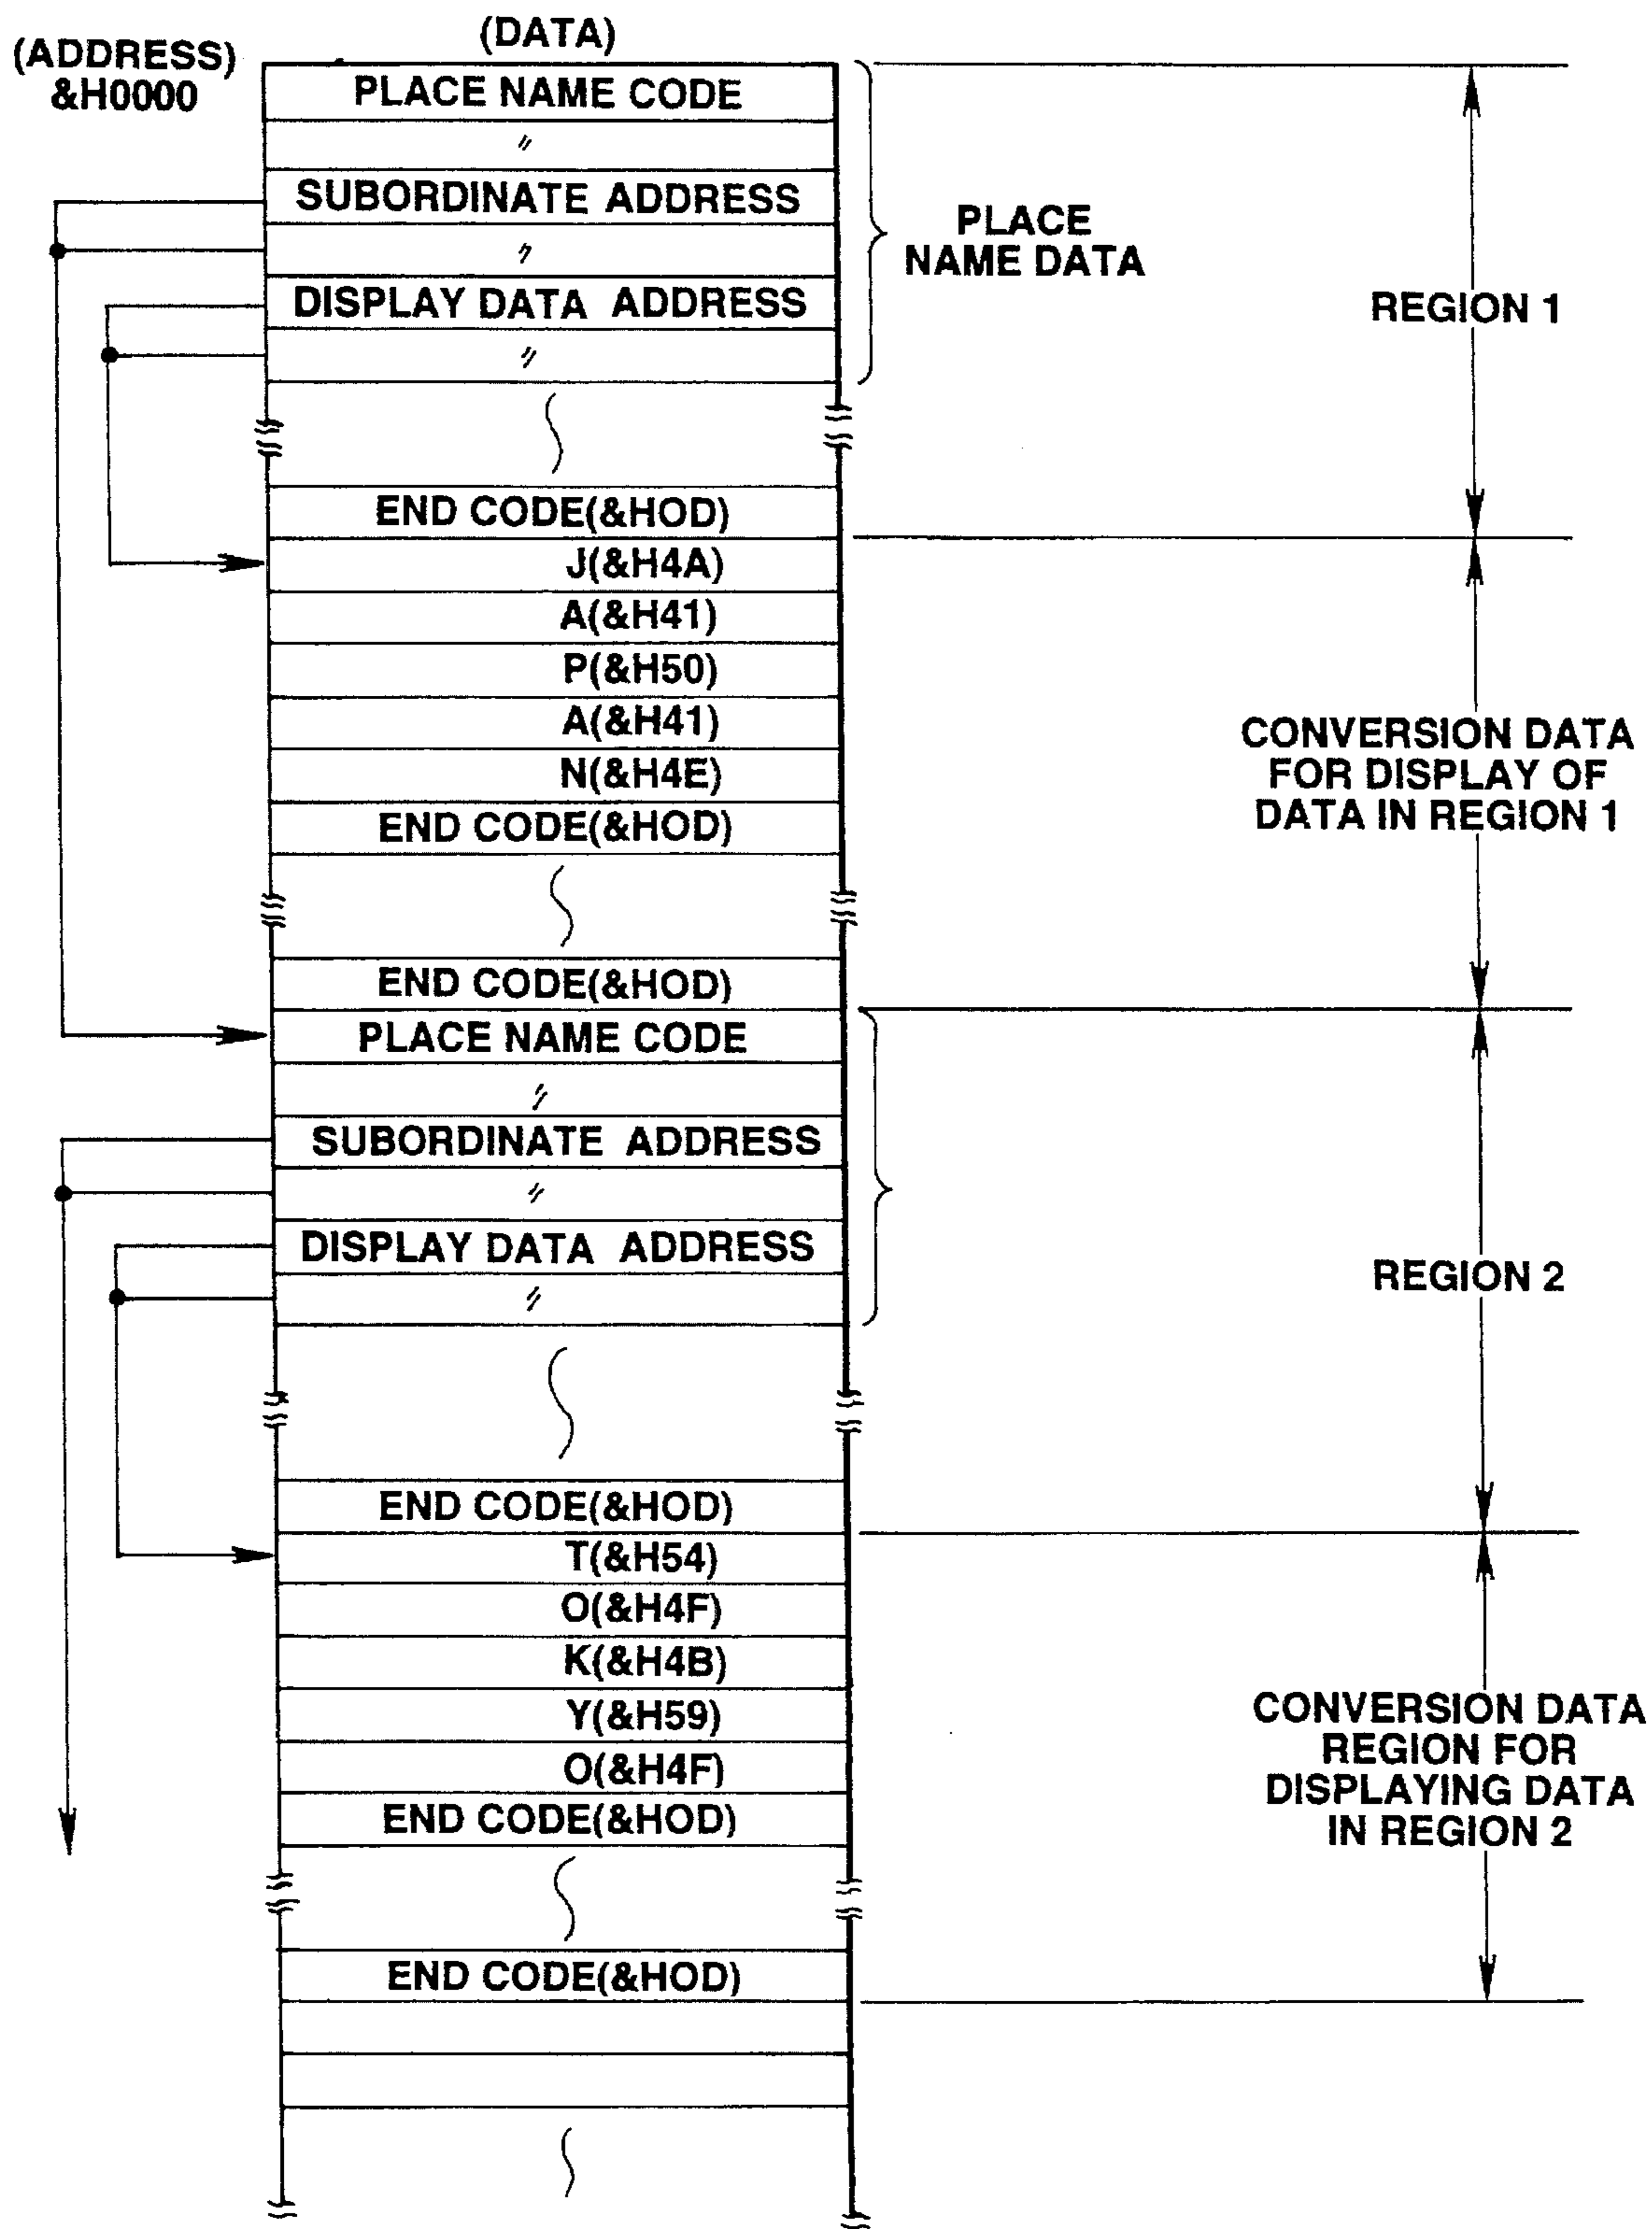 (DATA)
(ADDRESS)
&H0000
PLACE NAME CODE
〃
SUBORDINATE ADDRESS
〃
DISPLAY DATA ADDRESS
〃
PLACE
NAME DATA
REGION 1
END CODE(&HOD)
J(&H4A)
A(&H41)
P(&H50)
A(&H41)
N(&H4E)
END CODE(&HOD)
CONVERSION DATA
FOR DISPLAY OF
DATA IN REGION 1
END CODE(&HOD)
PLACE NAME CODE
〃
SUBORDINATE ADDRESS
〃
DISPLAY DATA ADDRESS
〃
REGION 2
END CODE(&HOD)
T(&H54)
O(&H4F)
K(&H4B)
Y(&H59)
O(&H4F)
END CODE(&HOD)
CONVERSION DATA
REGION FOR
DISPLAYING DATA
IN REGION 2
END CODE(&HOD)